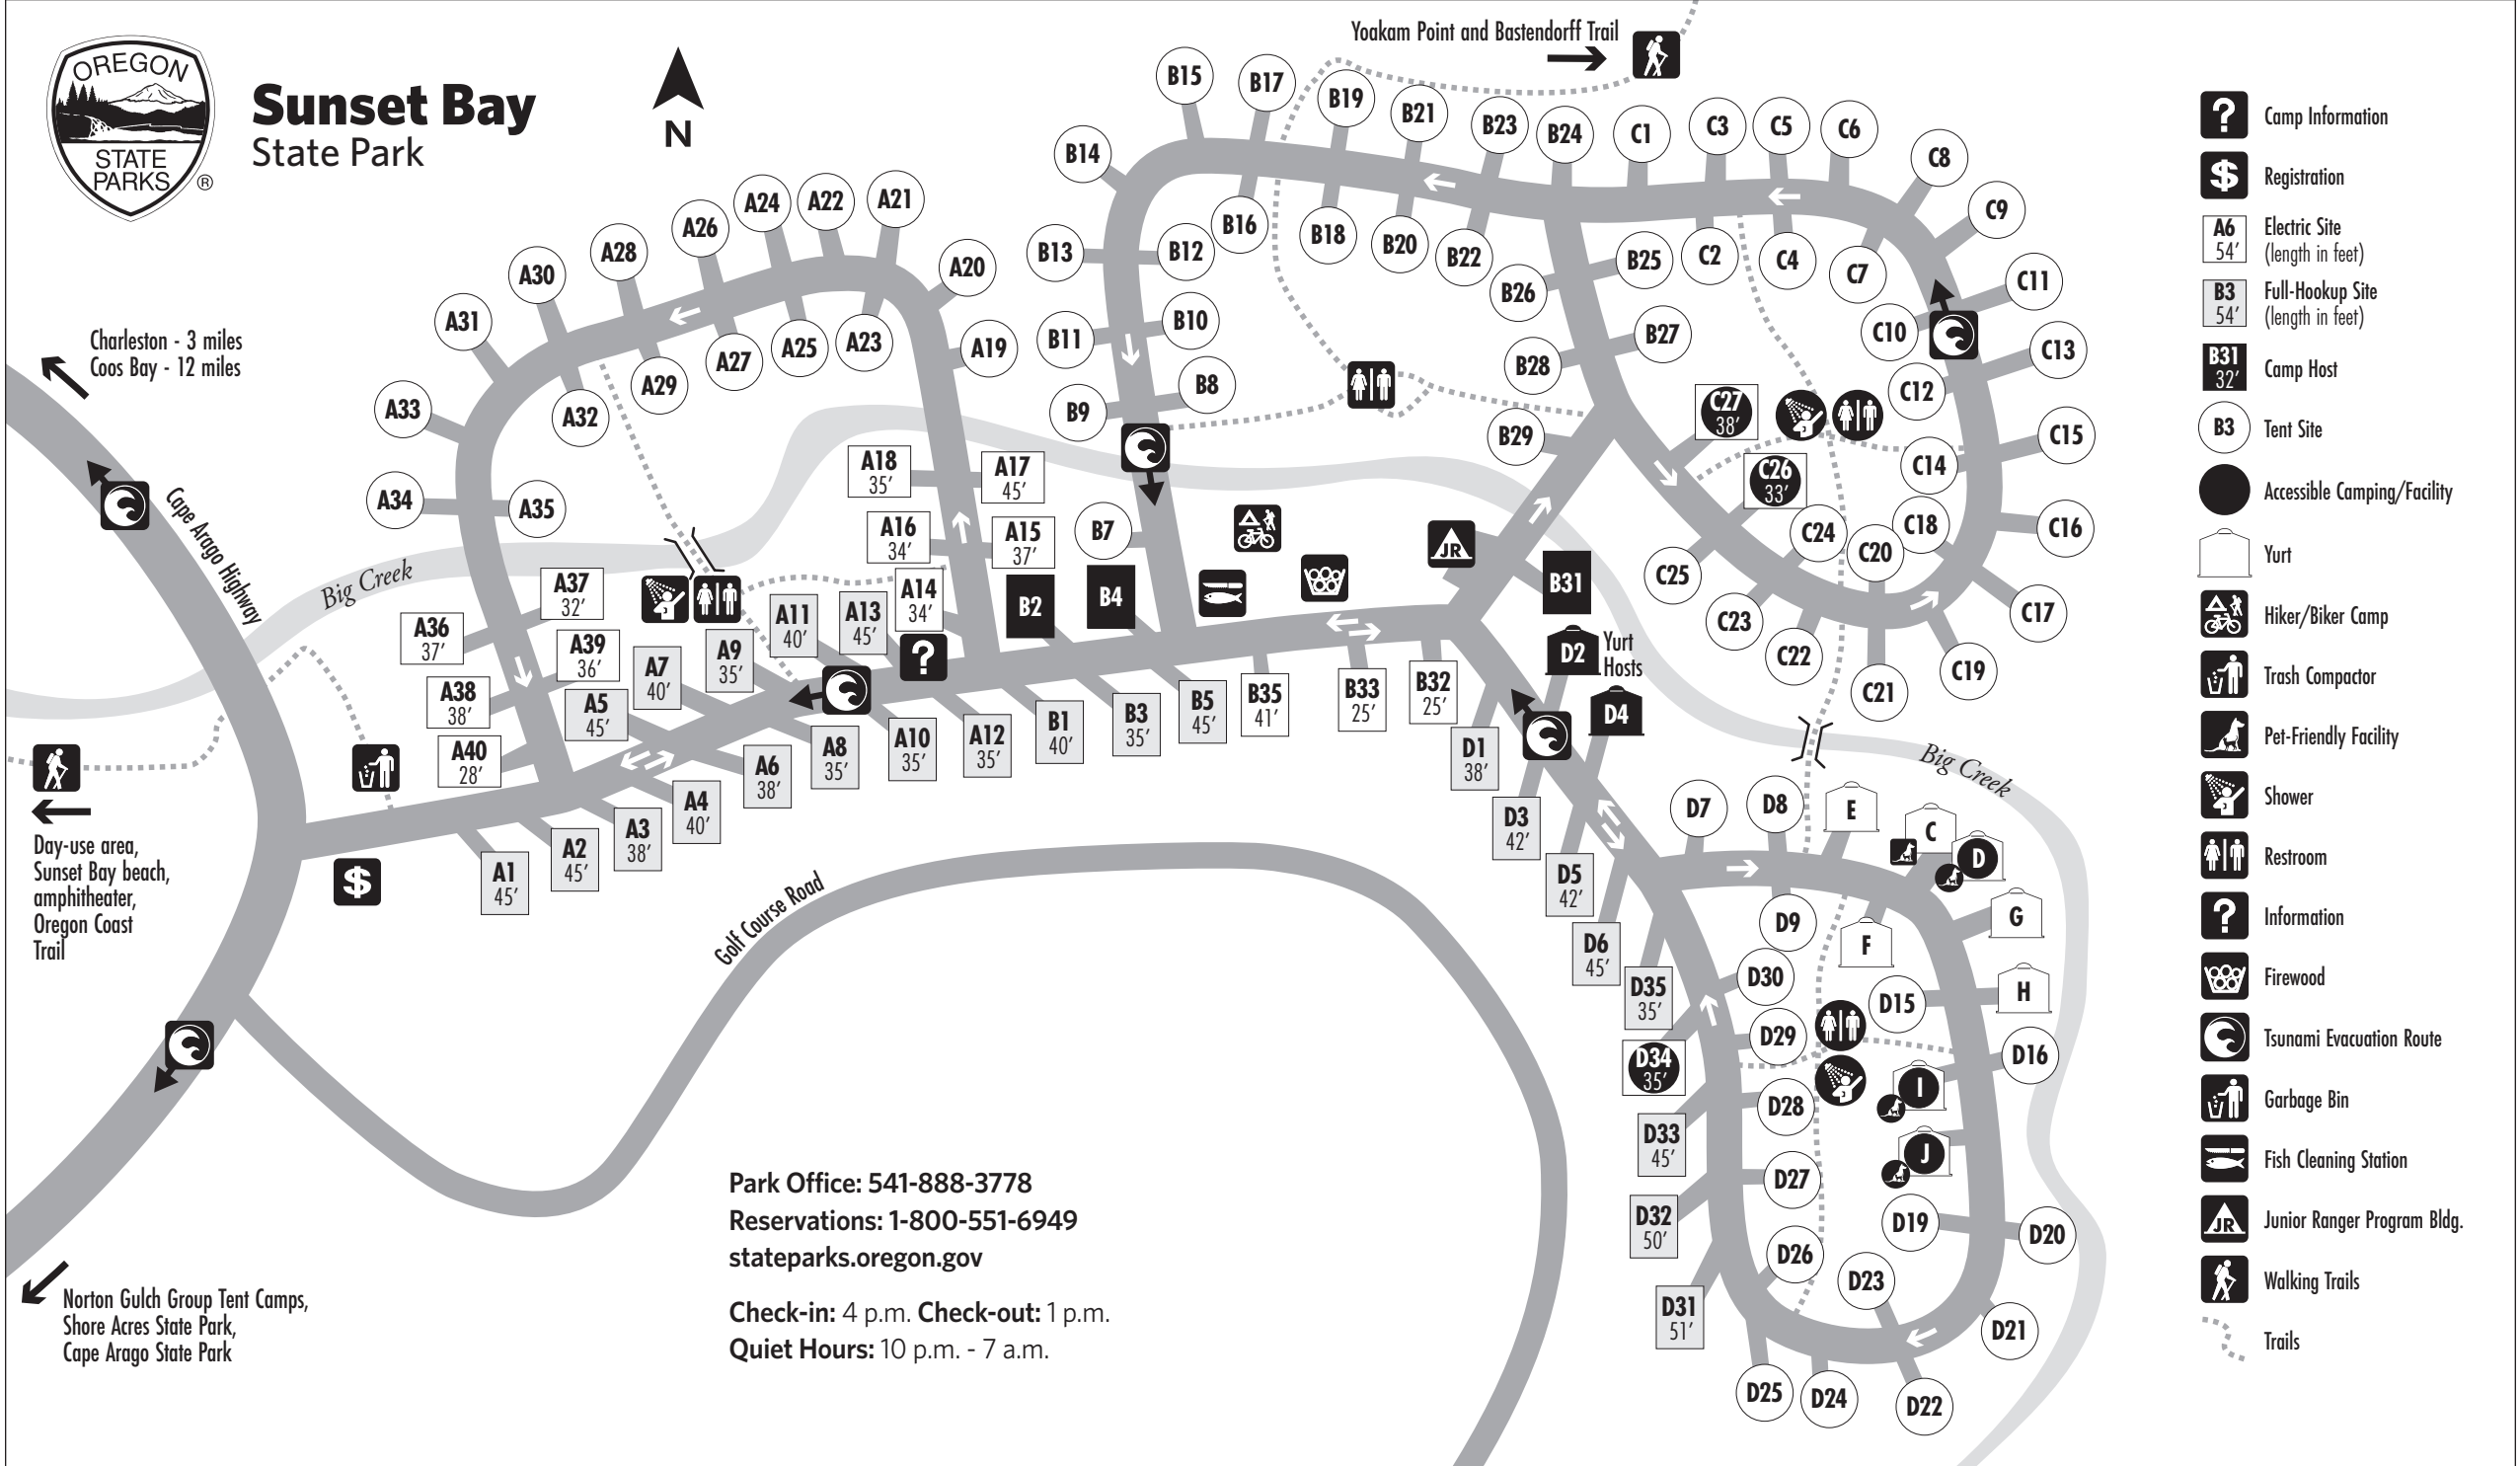 OREGON
STATE
PARKS
®
Sunset Bay
State Park
N
Yoakam Point and Bastendorff Trail
Charleston - 3 miles
Coos Bay - 12 miles
Cape Arago Highway
Big Creek
Day-use area,
Sunset Bay beach,
amphitheater,
Oregon Coast
Trail
$
Golf Course Road
Norton Gulch Group Tent Camps,
Shore Acres State Park,
Cape Arago State Park
A1
45'
A2
45'
A3
38'
A4
40'
A5
45'
A6
38'
A7
40'
A8
35'
A9
35'
A10
35'
A11
40'
A12
35'
A13
45'
A14
34'
A15
37'
A16
34'
A17
45'
A18
35'
A19
A20
A21
A22
A23
A24
A25
A26
A27
A28
A29
A30
A31
A32
A33
A34
A35
A36
37'
A37
32'
A38
38'
A39
36'
A40
28'
?
B1
40'
B2
B3
35'
B4
B5
45'
B7
B8
B9
B10
B11
B12
B13
B14
B15
B16
B17
B18
B19
B20
B21
B22
B23
B24
B25
B26
B27
B28
B29
JR
B31
B32
25'
B33
25'
B35
41'
C1
C2
C3
C4
C5
C6
C7
C8
C9
C10
C11
C12
C13
C14
C15
C16
C17
C18
C19
C20
C21
C22
C23
C24
C25
C26
33'
C27
38'
D1
38'
D2
Yurt
Hosts
D3
42'
D4
D5
42'
D6
45'
D7
D8
D9
E
C
D
F
G
H
Big Creek
D15
D16
I
J
D19
D20
D21
D22
D23
D24
D25
D26
D27
D28
D29
D30
D31
51'
D32
50'
D33
45'
D34
35'
D35
35'
Park Office: 541-888-3778
Reservations: 1-800-551-6949
stateparks.oregon.gov
Check-in: 4 p.m. Check-out: 1 p.m.
Quiet Hours: 10 p.m. - 7 a.m.
? Camp Information
$ Registration
A6 Electric Site
54' (length in feet)
B3 Full-Hookup Site
54' (length in feet)
B31
32' Camp Host
B3 Tent Site
Accessible Camping/Facility
Yurt
Hiker/Biker Camp
Trash Compactor
Pet-Friendly Facility
Shower
Restroom
? Information
Firewood
Tsunami Evacuation Route
Garbage Bin
Fish Cleaning Station
JR Junior Ranger Program Bldg.
Walking Trails
Trails